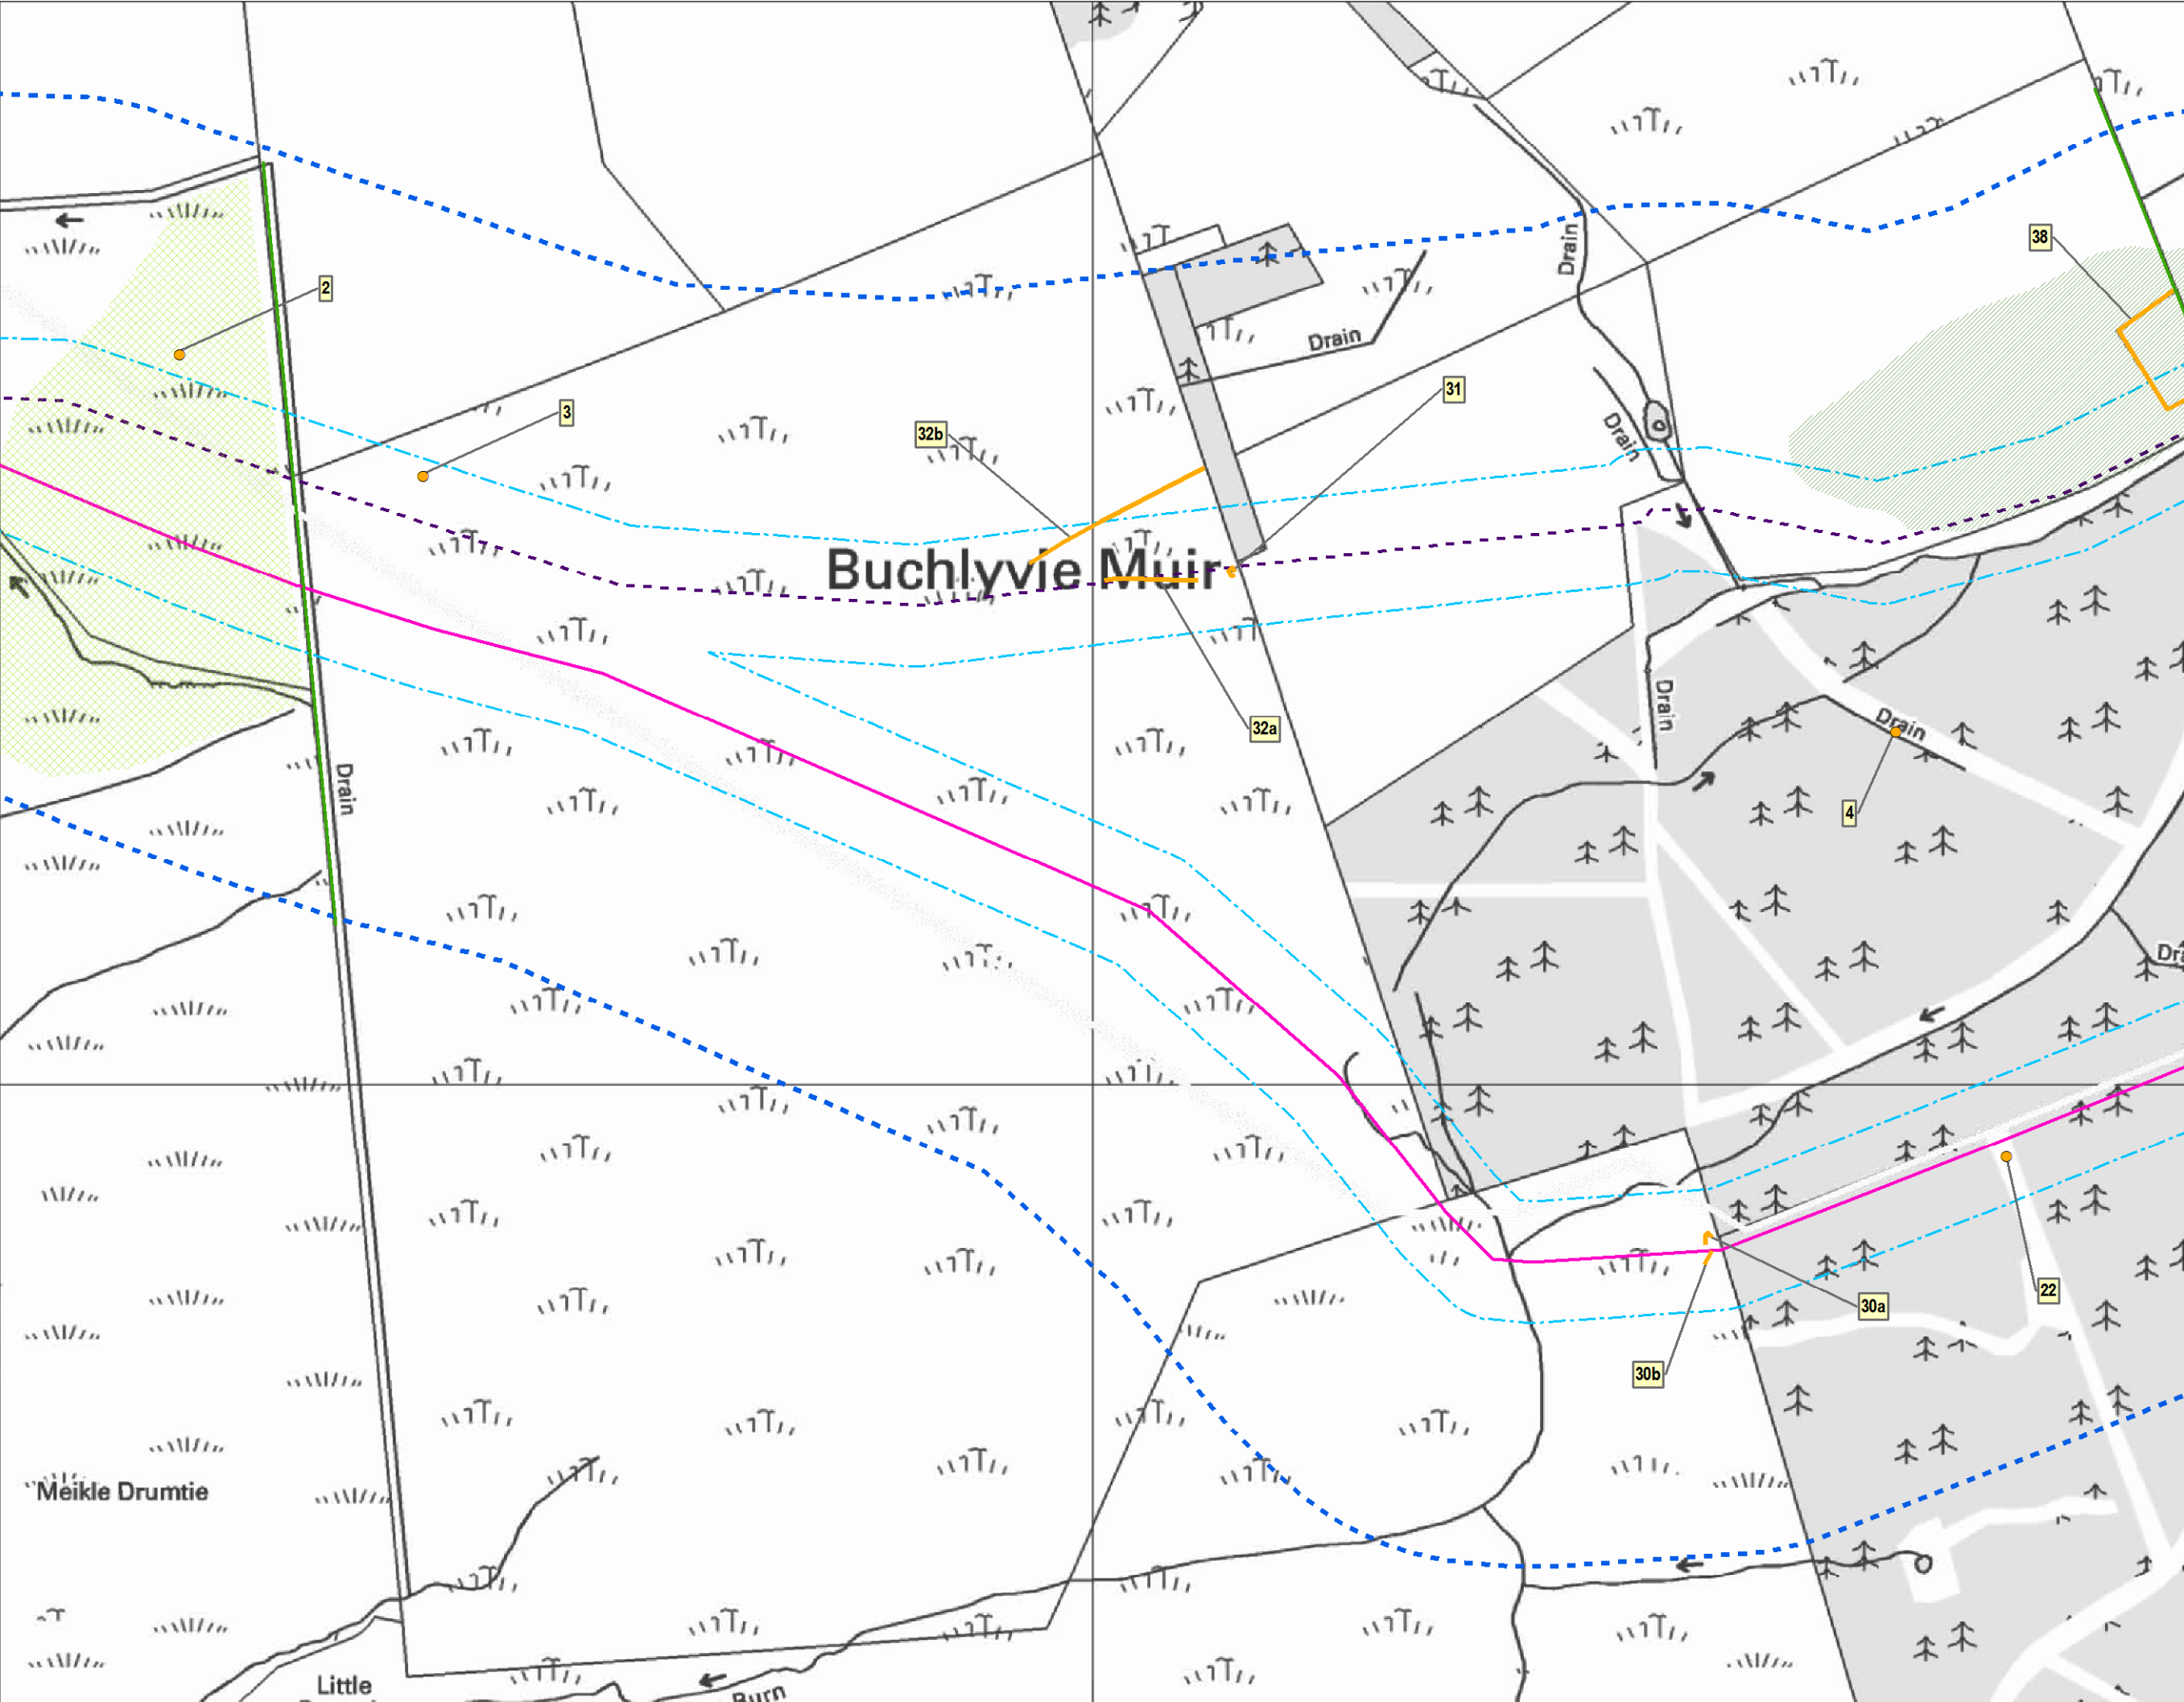 38
Drain
2
Drain
31
3
32b
Drain
Buchlyvie Muir
Drain
Drain
32a
Drain
4
22
30a
30b
Meikle Drumtie
Little
Burn